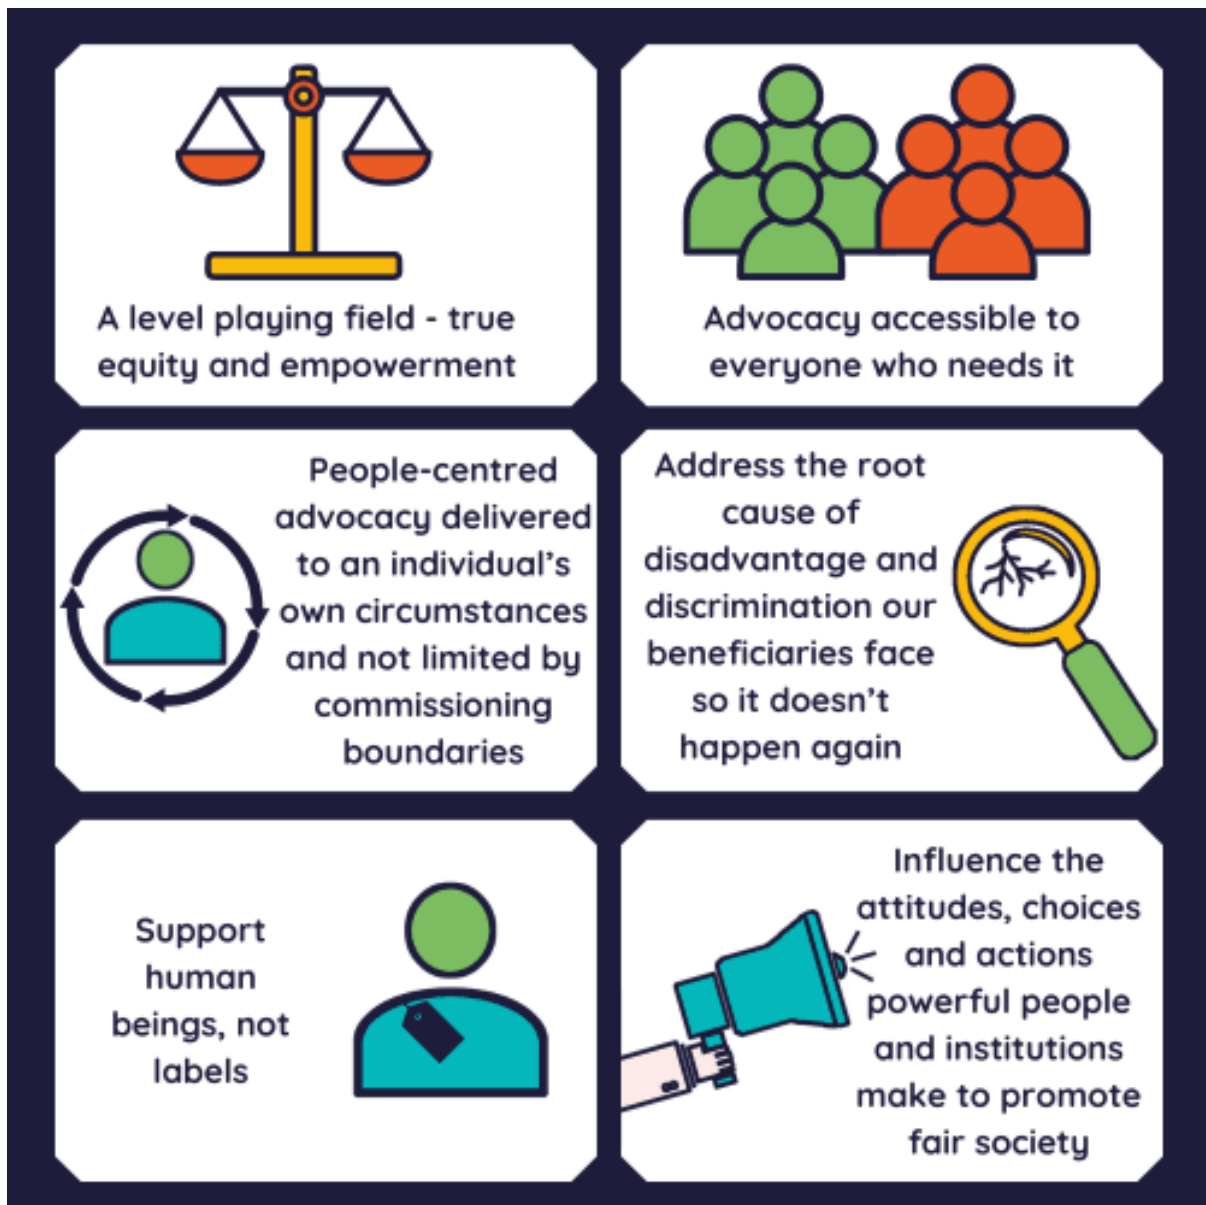 A level playing field - true
equity and empowerment
Advocacy accessible to
everyone who needs it
People-centred
advocacy delivered
to an individual's
own circumstances
and not limited by
commissioning
boundaries
Address the root
cause of
disadvantage and
discrimination our
beneficiaries face
so it doesn't
happen again
Support
human
beings, not
labels
Influence the
attitudes, choices
and actions
powerful people
and institutions
make to promote
fair society